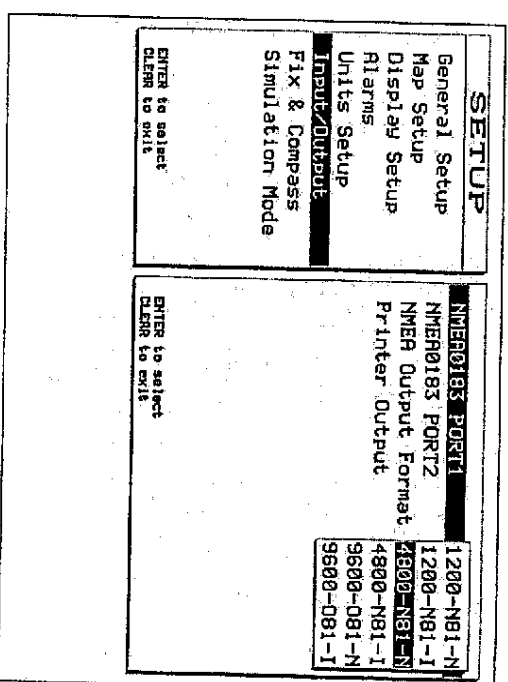 SETUP
General Setup
Map Setup
Display Setup
Alarms
Units Setup
Input/Output
Fix & Compass
Simulation Mode
ENTER to select
CLEAR to exit
NMEA0183 PORT1
NMEA0183 PORT2
NMEA Output Format
Printer Output
1200-N81-N
1200-N81-I
4800-N81-N
4800-N81-I
9600-O81-N
9600-O81-I
ENTER to select
CLEAR to exit